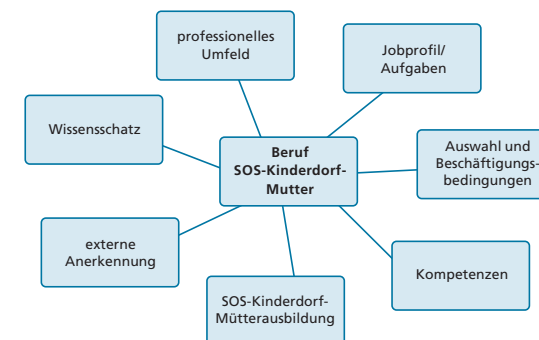 professionelles
Umfeld
Jobprofil/
Aufgaben
Wissensschatz
Beruf
SOS-Kinderdorf-
Mutter
Auswahl und
Beschäftigungs-
bedingungen
externe
Anerkennung
Kompetenzen
SOS-Kinderdorf-
Mütterausbildung